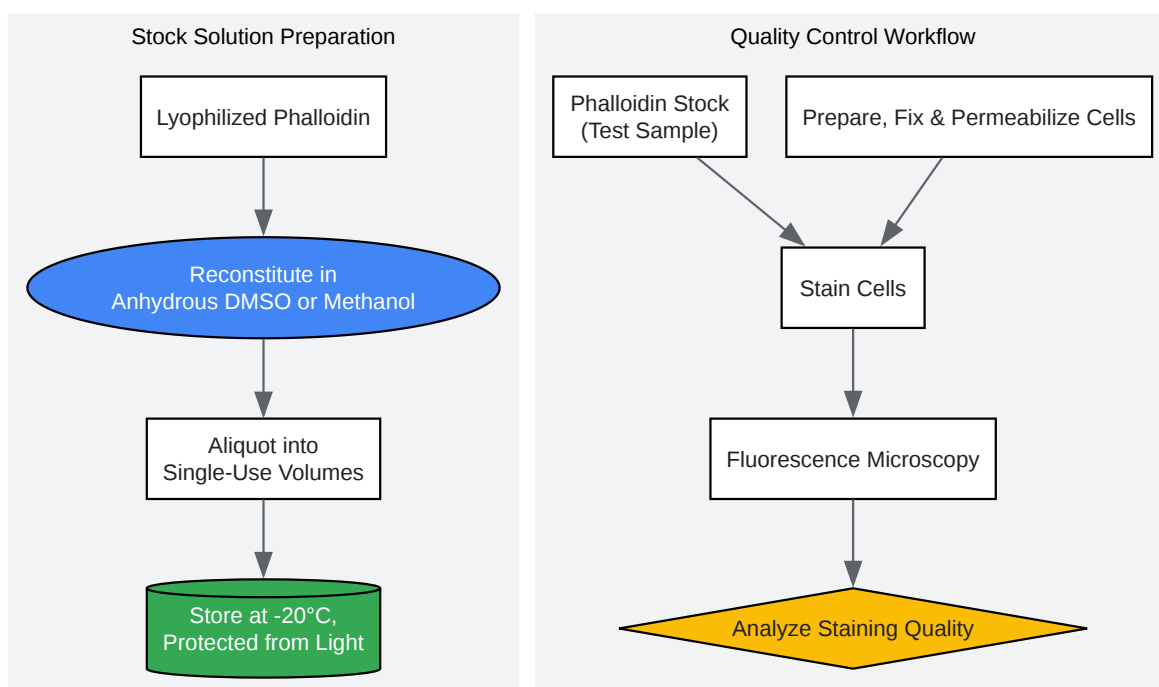 Stock Solution Preparation
Lyophilized Phalloidin
Reconstitute in
Anhydrous DMSO or Methanol
Aliquot into
Single-Use Volumes
Store at -20°C,
Protected from Light
Quality Control Workflow
Phalloidin Stock
(Test Sample)
Prepare, Fix & Permeabilize Cells
Stain Cells
Fluorescence Microscopy
Analyze Staining Quality